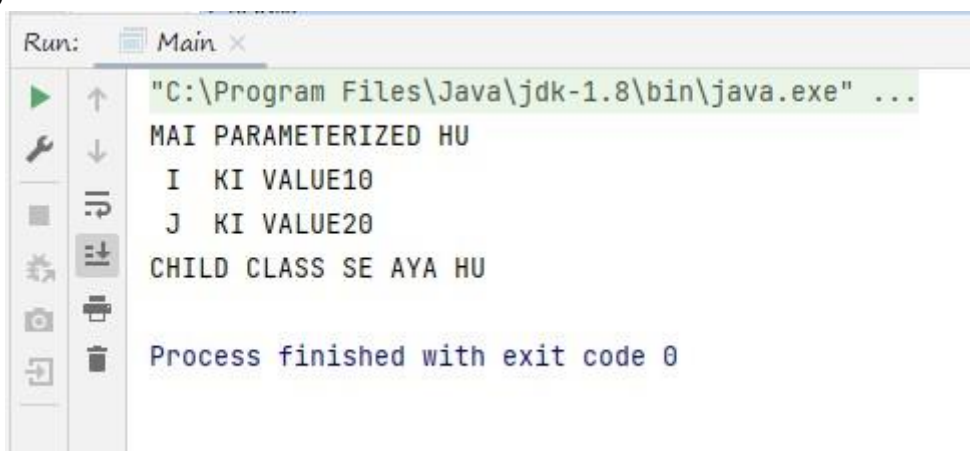 Run: Main ×
"C:\Program Files\Java\jdk-1.8\bin\java.exe" ...
MAI PARAMETERIZED HU
 I  KI VALUE10
 J  KI VALUE20
CHILD CLASS SE AYA HU
Process finished with exit code 0